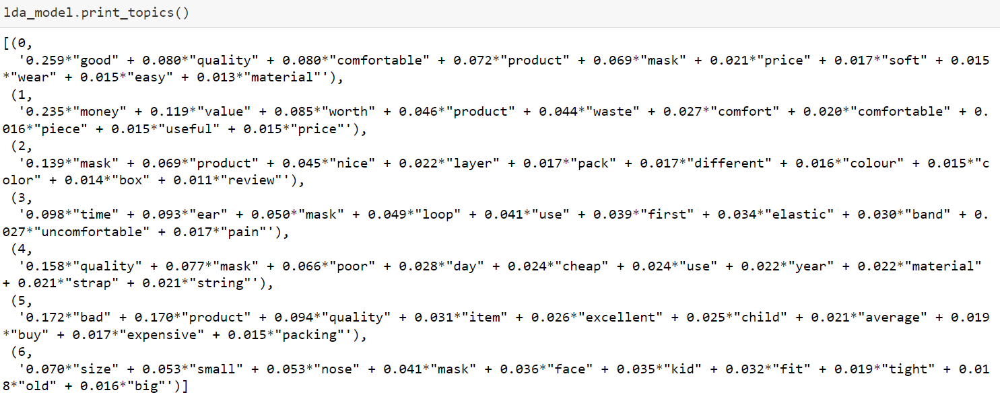 lda_model.print_topics()
[(0,
'0.259*"good" + 0.080*"quality" + 0.080*"comfortable" + 0.072*"product" + 0.069*"mask" + 0.021*"price" + 0.017*"soft" + 0.015
*"wear" + 0.015*"easy" + 0.013*"material"'),
(1,
'0.235*"money" + 0.119*"value" + 0.085*"worth" + 0.046*"product" + 0.044*"waste" + 0.027*"comfort" + 0.020*"comfortable" + 0.
016*"piece" + 0.015*"useful" + 0.015*"price"'),
(2,
'0.139*"mask" + 0.069*"product" + 0.045*"nice" + 0.022*"layer" + 0.017*"pack" + 0.017*"different" + 0.016*"colour" + 0.015*"c
olor" + 0.014*"box" + 0.011*"review"'),
(3,
'0.098*"time" + 0.093*"ear" + 0.050*"mask" + 0.049*"loop" + 0.041*"use" + 0.039*"first" + 0.034*"elastic" + 0.030*"band" + 0.
027*"uncomfortable" + 0.017*"pain"'),
(4,
'0.158*"quality" + 0.077*"mask" + 0.066*"poor" + 0.028*"day" + 0.024*"cheap" + 0.024*"use" + 0.022*"year" + 0.022*"material"
+ 0.021*"strap" + 0.021*"string"'),
(5,
'0.172*"bad" + 0.170*"product" + 0.094*"quality" + 0.031*"item" + 0.026*"excellent" + 0.025*"child" + 0.021*"average" + 0.019
*"buy" + 0.017*"expensive" + 0.015*"packing"'),
(6,
'0.070*"size" + 0.053*"small" + 0.053*"nose" + 0.041*"mask" + 0.036*"face" + 0.035*"kid" + 0.032*"fit" + 0.019*"tight" + 0.01
8*"old" + 0.016*"big"')]